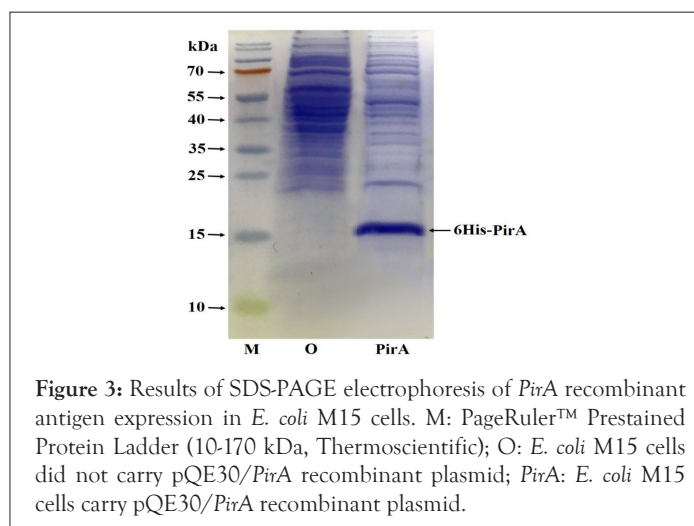 kDa
70
55
40
35
25
15
10
6His-PirA
M O PirA
Figure 3: Results of SDS-PAGE electrophoresis of PirA recombinant
antigen expression in E. coli M15 cells. M: PageRuler™ Prestained
Protein Ladder (10-170 kDa, Thermoscientific); O: E. coli M15 cells
did not carry pQE30/PirA recombinant plasmid; PirA: E. coli M15
cells carry pQE30/PirA recombinant plasmid.